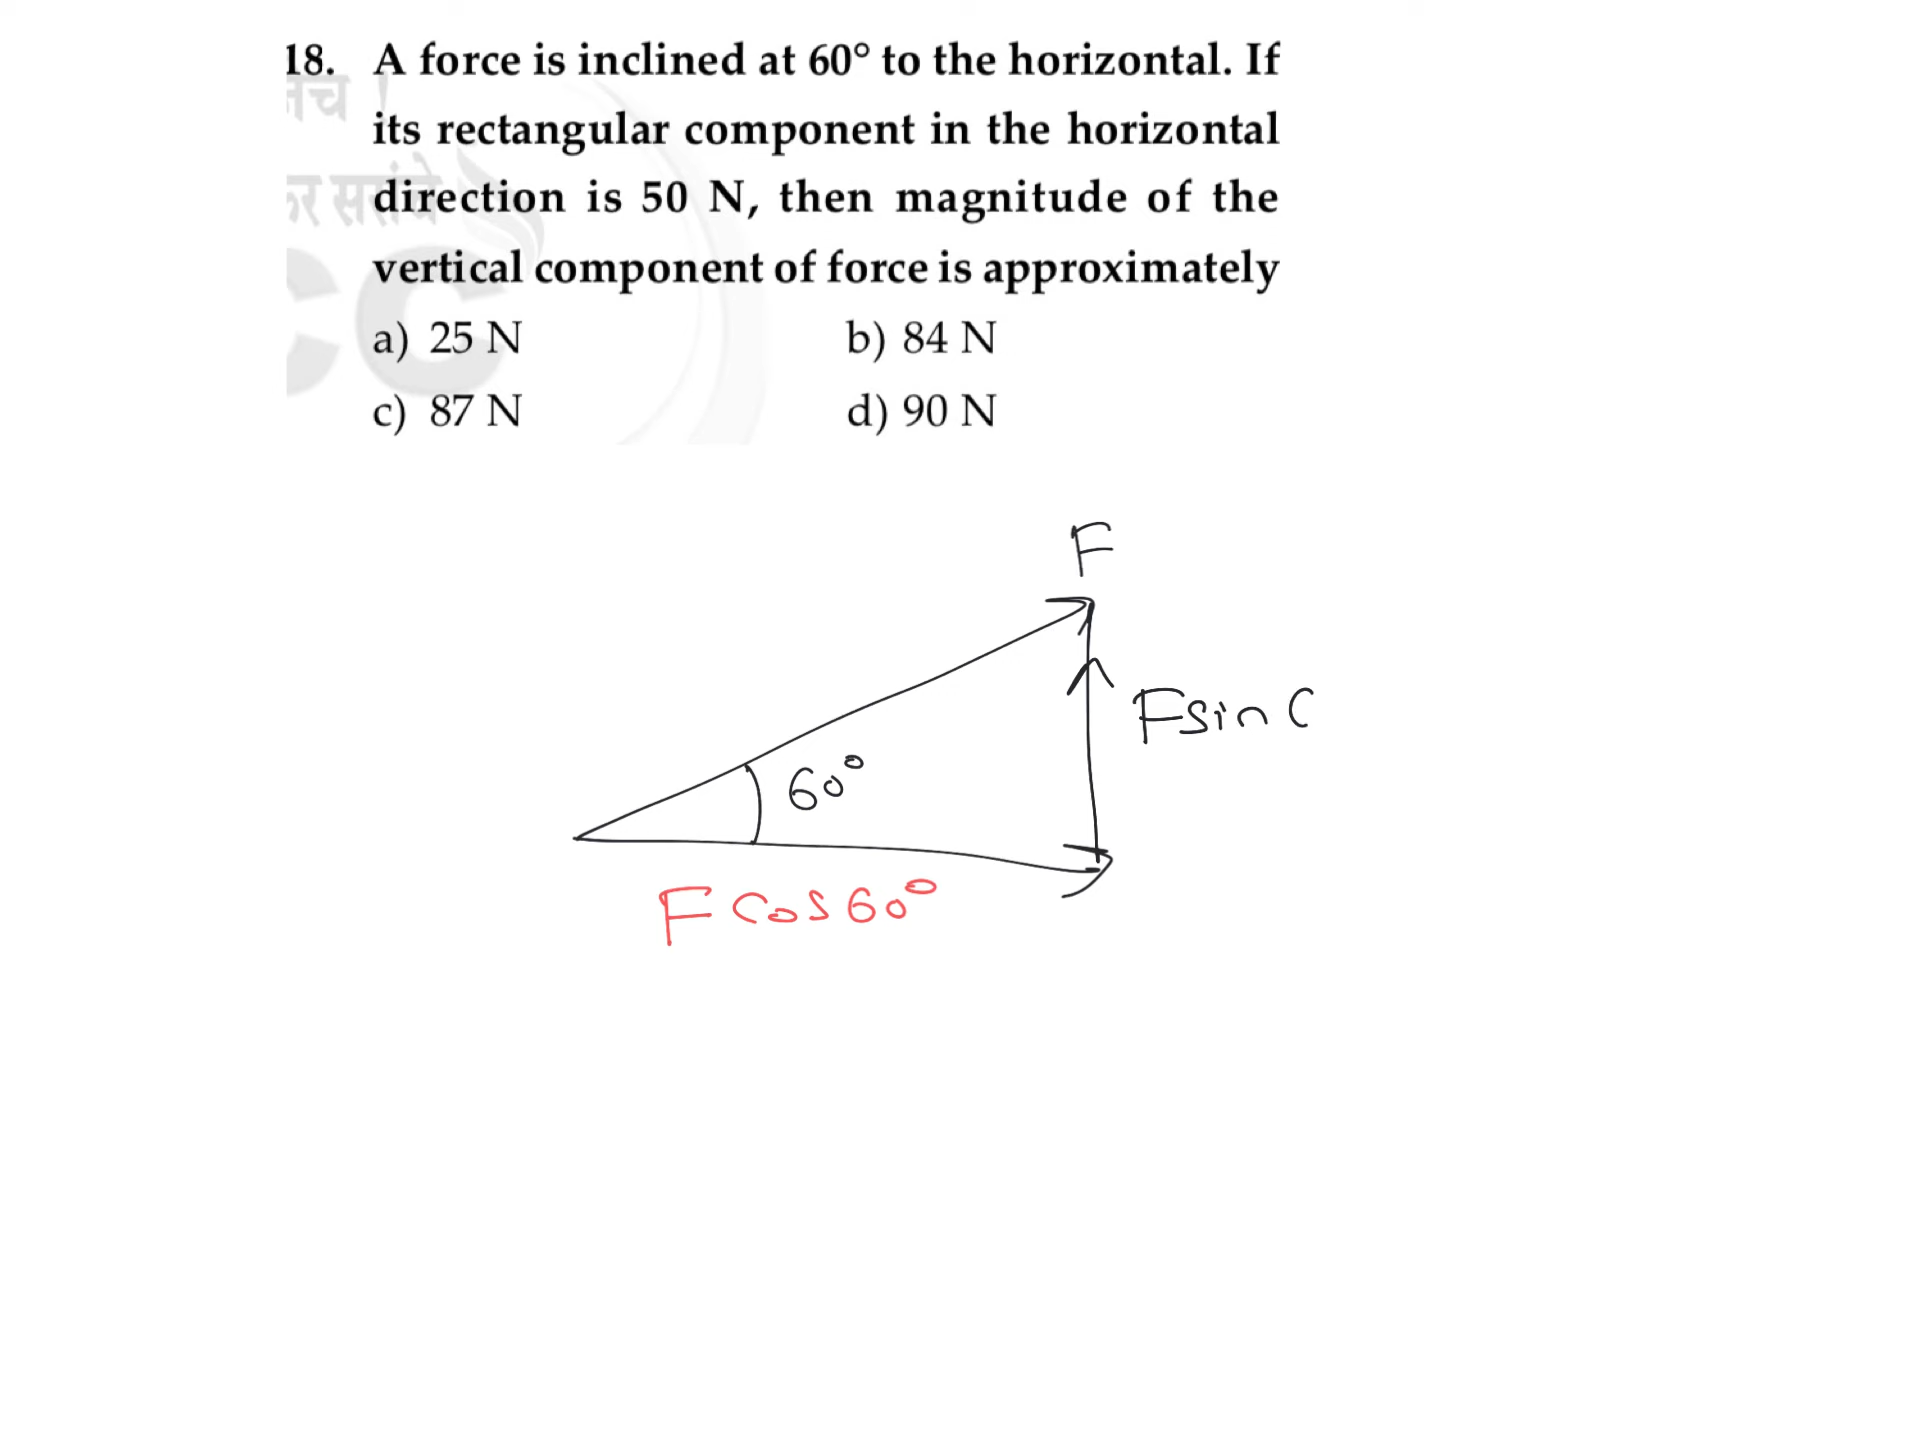 18. A force is inclined at 60° to the horizontal. If
its rectangular component in the horizontal
direction is 50 N, then magnitude of the
vertical component of force is approximately
a) 25 N b) 84 N
c) 87 N d) 90 N
F
F sin
60°
F cos 60°